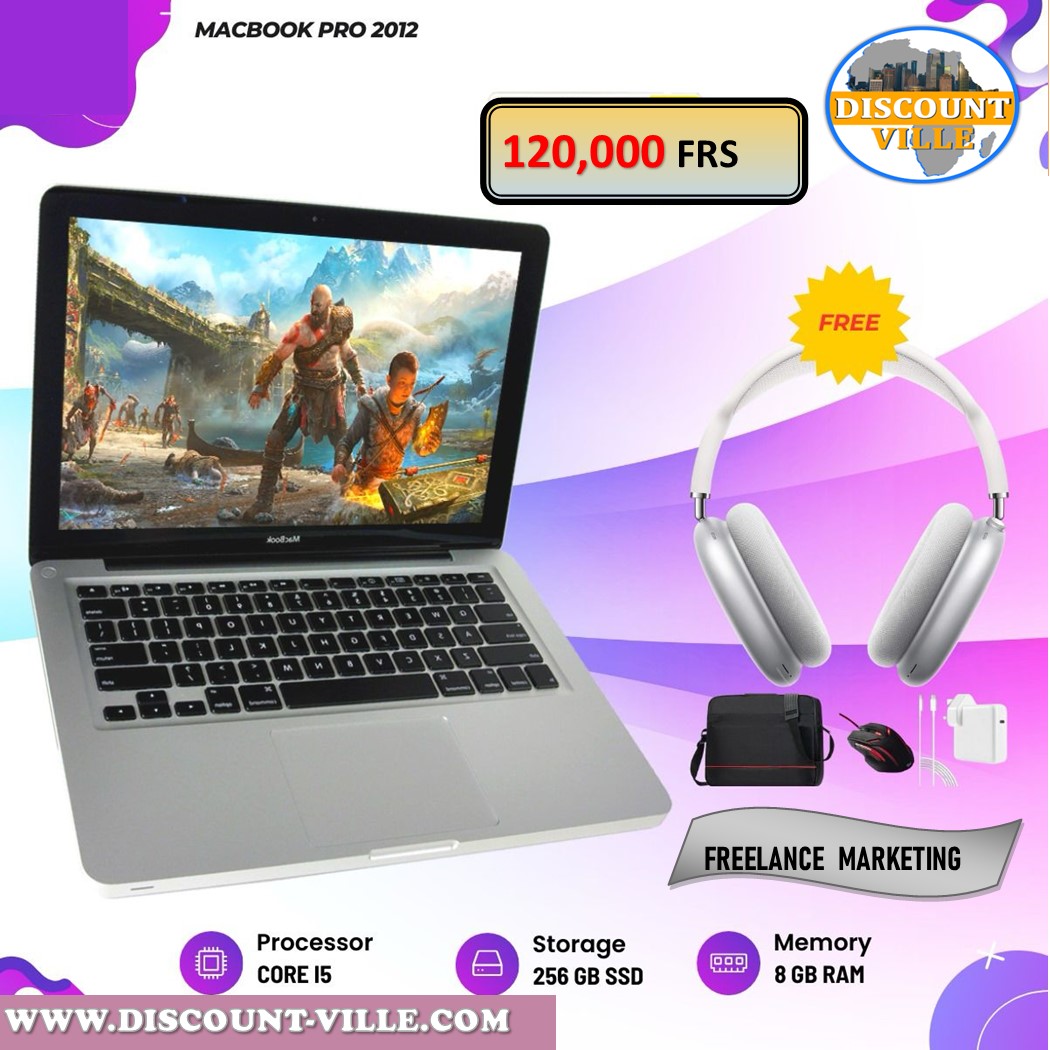 MACBOOK PRO 2012
DISCOUNT
VILLE
120,000 FRS
FREE
MacBook
FREELANCE MARKETING
Processor
CORE I5
Storage
256 GB SSD
Memory
8 GB RAM
WWW.DISCOUNT-VILLE.COM